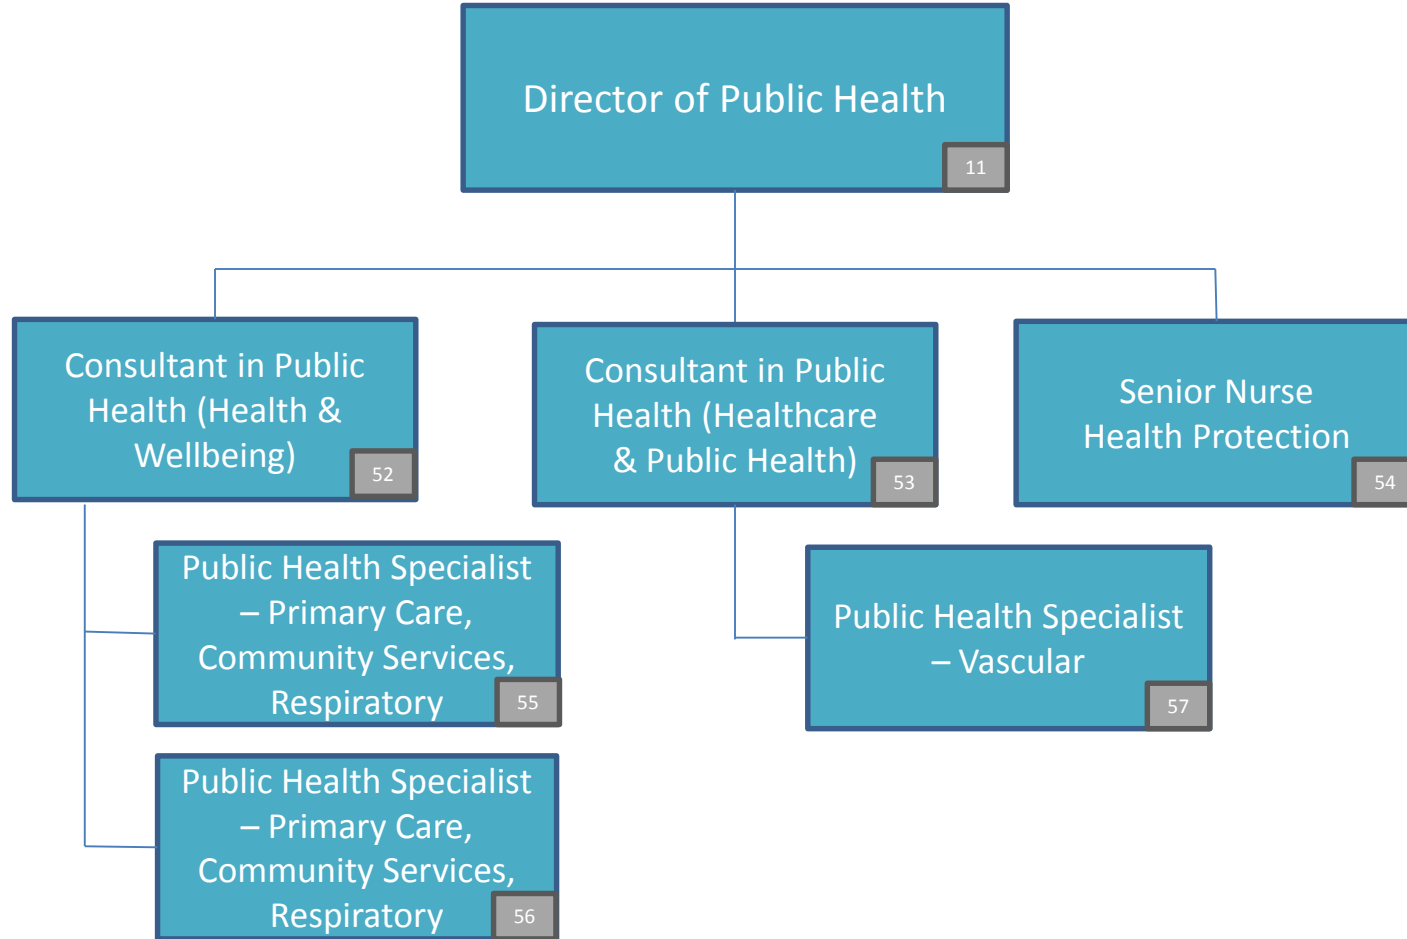 Director of Public Health
11
Consultant in Public
Health (Health &
Wellbeing)
52
Consultant in Public
Health (Healthcare
& Public Health)
53
Senior Nurse
Health Protection
54
Public Health Specialist
– Primary Care,
Community Services,
Respiratory
55
Public Health Specialist
– Vascular
57
Public Health Specialist
– Primary Care,
Community Services,
Respiratory
56